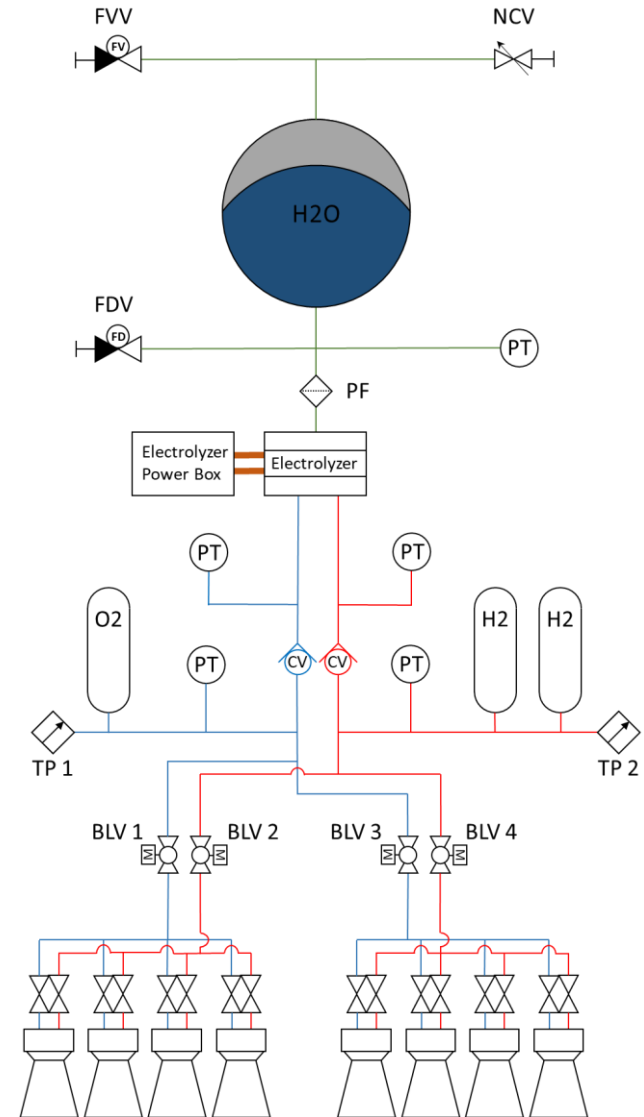 FVV
NCV
FV
H2O
FDV
FD
PT
PF
Electrolyzer
Power Box
Electrolyzer
PT
PT
O2
H2
H2
CV
CV
PT
PT
TP 1
TP 2
BLV 1
BLV 2
BLV 3
BLV 4
M
M
M
M